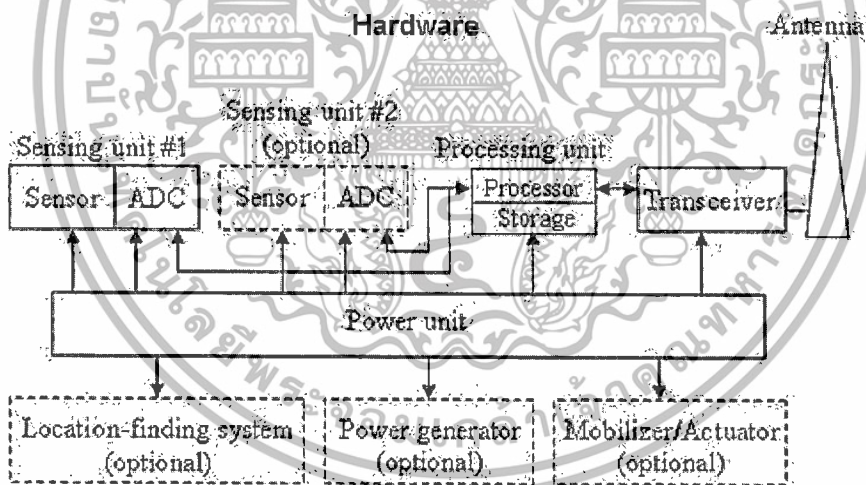 Hardware
Antenna
Sensing unit #1
Sensing unit #2
(optional)
Processing unit
Sensor
ADC
Sensor
ADC
Processor
Storage
Transceiver
Power unit
Location-finding system
(optional)
Power generator
(optional)
Mobilizer/Actuator
(optional)